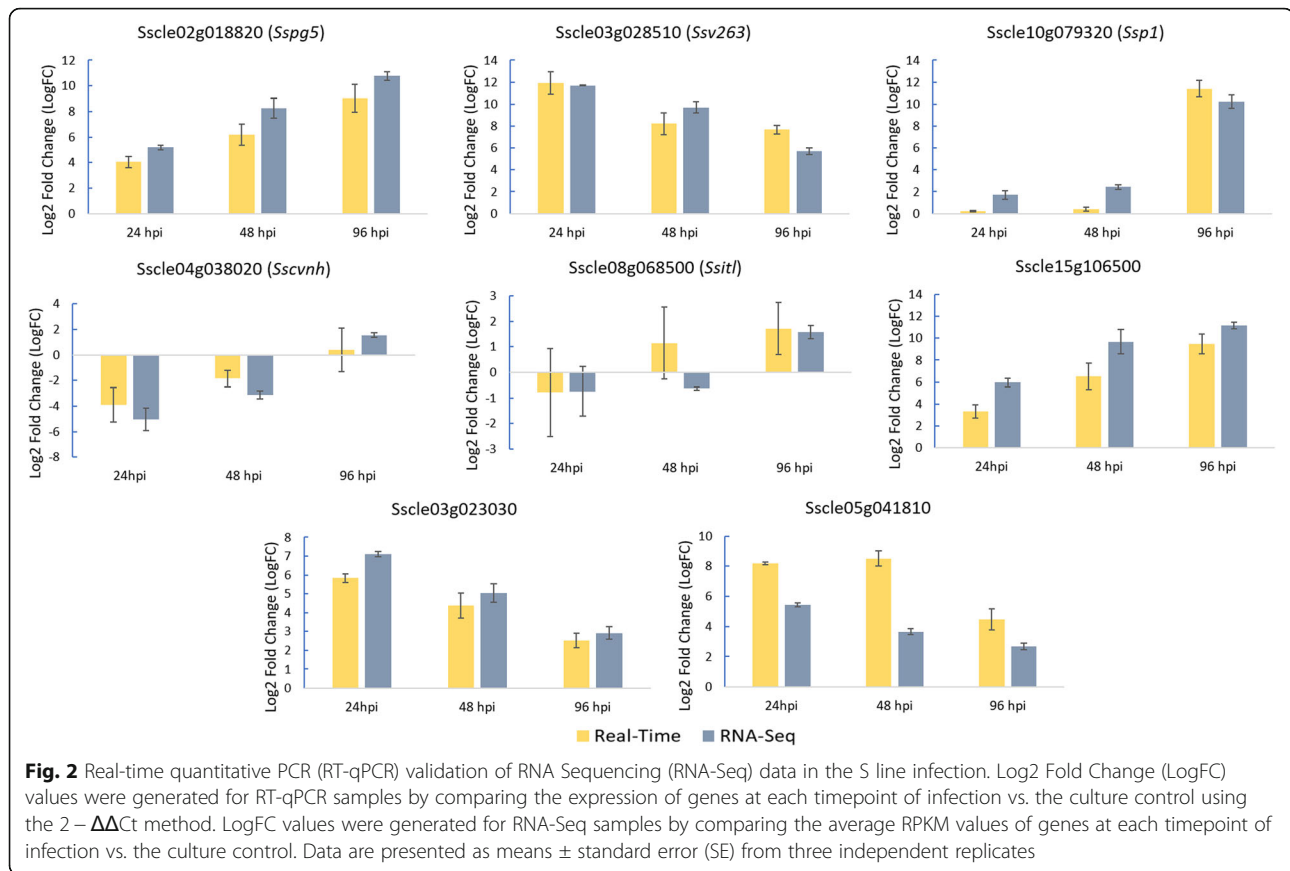 Sscle02g018820 (Sspg5)
Log2 Fold Change (LogFC)
12
10
8
6
4
2
0
24 hpi 48 hpi 96 hpi
Sscle03g028510 (Ssv263)
Log2 Fold Change (LogFC)
14
12
10
8
6
4
2
0
24 hpi 48 hpi 96 hpi
Sscle10g079320 (Ssp1)
Log2 Fold Change (LogFC)
14
12
10
8
6
4
2
0
24 hpi 48 hpi 96 hpi
Sscle04g038020 (Sscvnh)
Log2 Fold Change (LogFC)
4
2
0
-2
-4
-6
-8
24hpi 48 hpi 96 hpi
Sscle08g068500 (Ssitl)
Log2 Fold Change (LogFC)
3
2
1
0
-1
-2
-3
24 hpi 48 hpi 96 hpi
Sscle15g106500
Log2 Fold Change (LogFC)
14
12
10
8
6
4
2
0
24hpi 48 hpi 96 hpi
Sscle03g023030
Log2 Fold Change (LogFC)
8
7
6
5
4
3
2
1
0
24hpi 48 hpi 96 hpi
Sscle05g041810
Log2 Fold Change (LogFC)
10
8
6
4
2
0
24 hpi 48 hpi 96 hpi
Real-Time RNA-Seq
Fig. 2 Real-time quantitative PCR (RT-qPCR) validation of RNA Sequencing (RNA-Seq) data in the S line infection. Log2 Fold Change (LogFC)
values were generated for RT-qPCR samples by comparing the expression of genes at each timepoint of infection vs. the culture control using
the 2 − ΔΔCt method. LogFC values were generated for RNA-Seq samples by comparing the average RPKM values of genes at each timepoint of
infection vs. the culture control. Data are presented as means ± standard error (SE) from three independent replicates